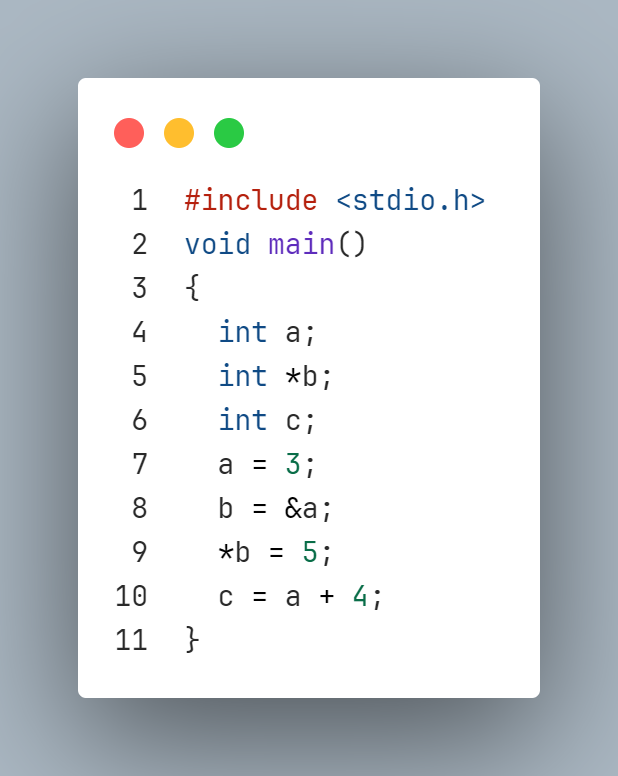 1 #include <stdio.h>
2 void main()
3 {
4   int a;
5   int *b;
6   int c;
7   a = 3;
8   b = &a;
9   *b = 5;
10   c = a + 4;
11 }